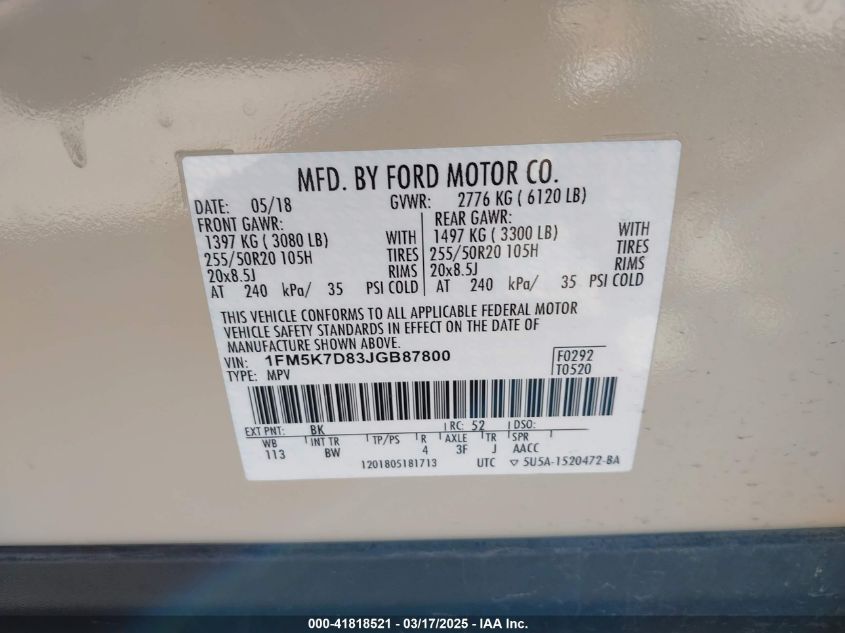 MFD. BY FORD MOTOR CO.
DATE: 05/18 GVWR: 2776 KG ( 6120 LB)
FRONT GAWR: REAR GAWR:
1397 KG ( 3080 LB) WITH 1497 KG ( 3300 LB) WITH
255/50R20 105H TIRES 255/50R20 105H TIRES
20x8.5J RIMS 20x8.5J RIMS
AT 240 kPa/ 35 PSI COLD AT 240 kPa/ 35 PSI COLD
THIS VEHICLE CONFORMS TO ALL APPLICABLE FEDERAL MOTOR
VEHICLE SAFETY STANDARDS IN EFFECT ON THE DATE OF
MANUFACTURE SHOWN ABOVE.
VIN: 1FM5K7D83JGB87800 F0292
TYPE: MPV T0520
EXT PNT: BK RC: 52 DSO:
WB INT TR TP/PS R AXLE TR SPR
113 BW 4 3F J AACC
1201805181713 UTC ▽ 5U5A-1520472-BA
000-41818521 | 03/17/2025 - IAA Inc.